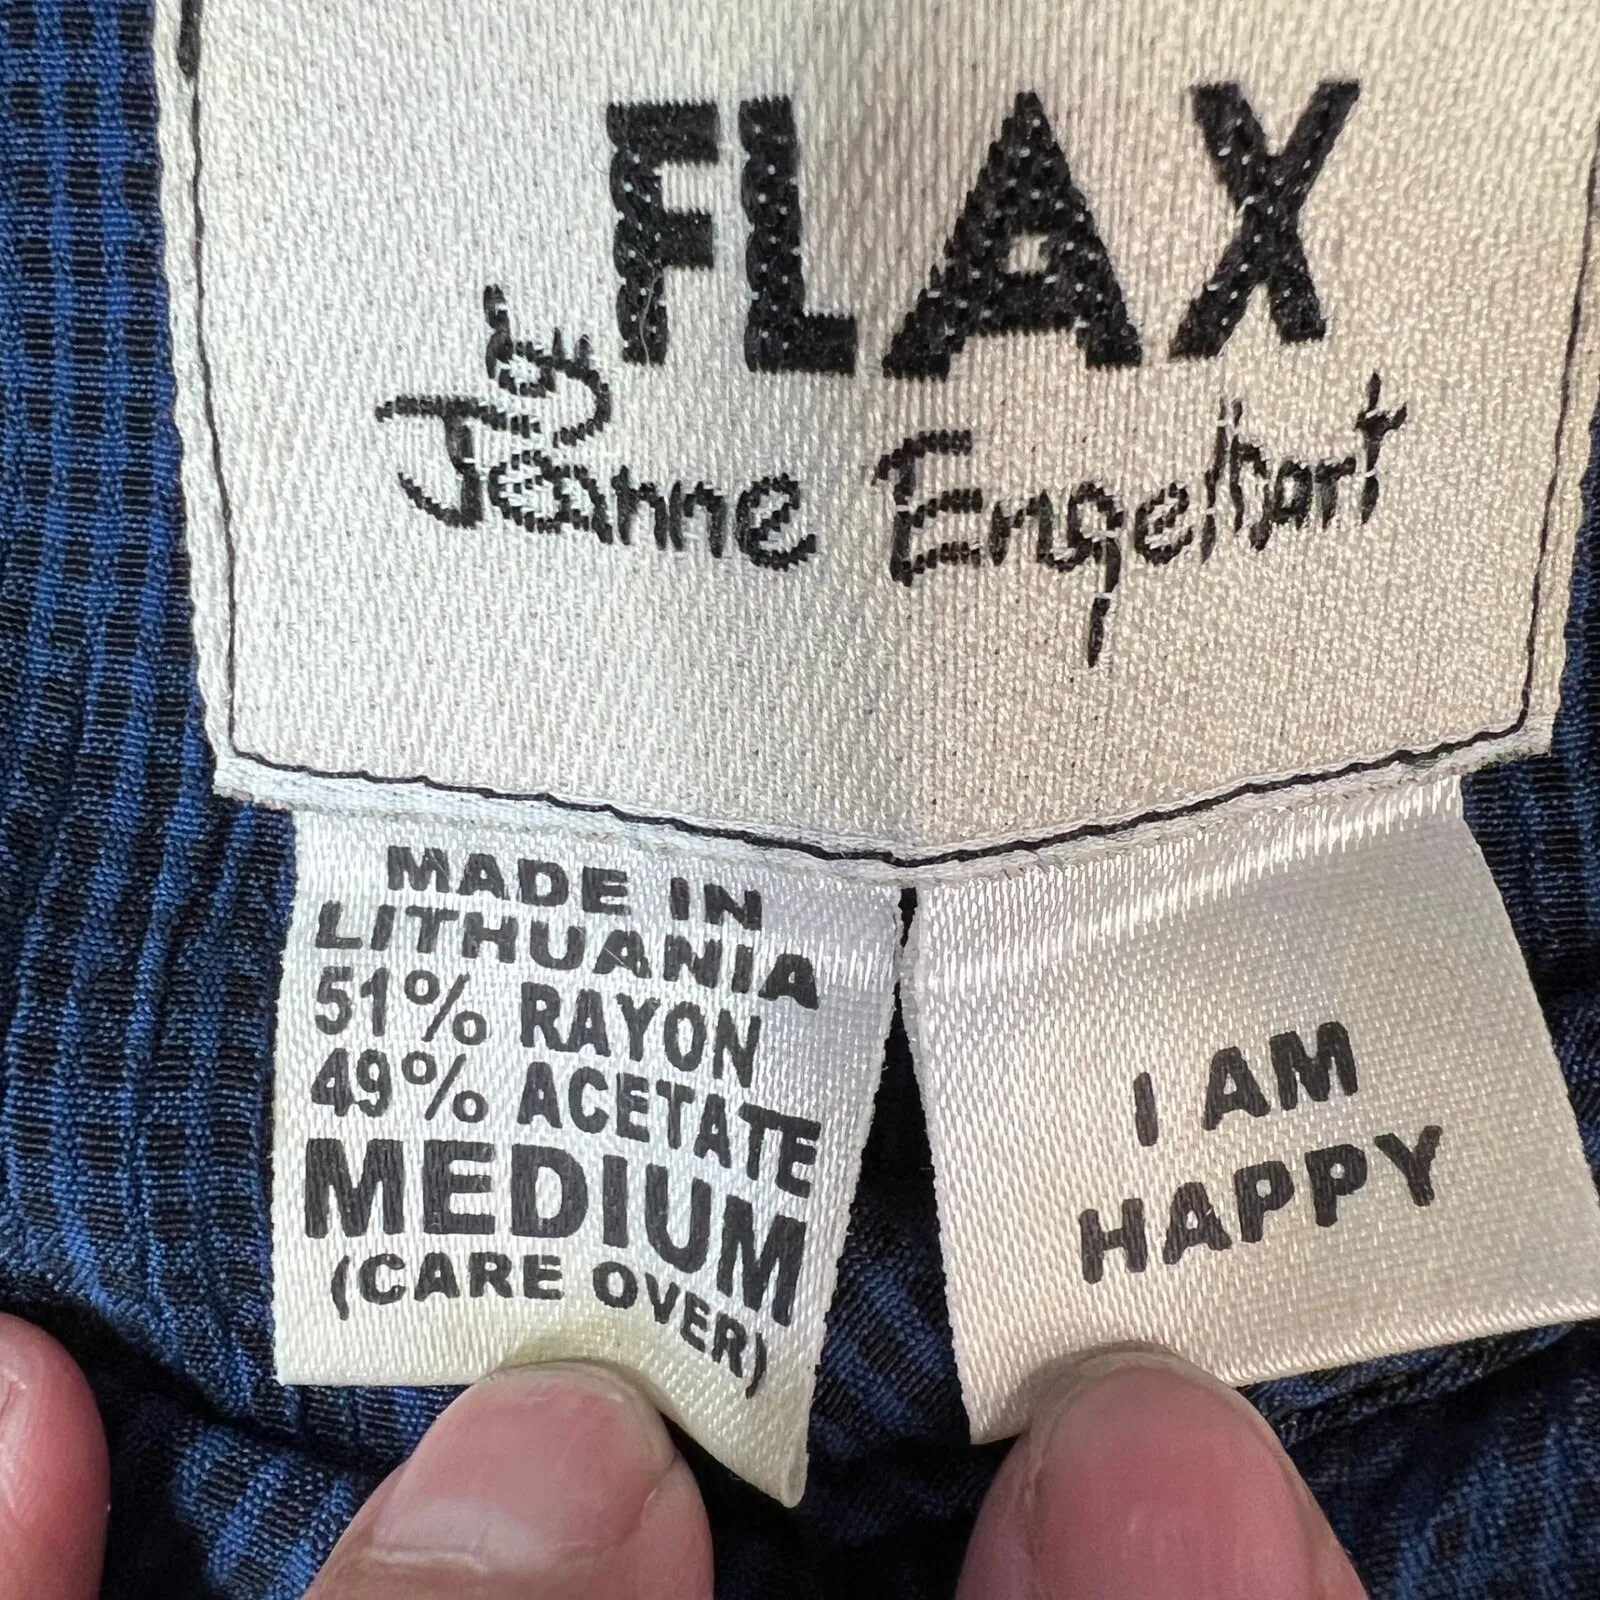 FLAX
by
Jeanne Engelhart
MADE IN
LITHUANIA
51% RAYON
49% ACETATE
MEDIUM
(CARE OVER)
I AM
HAPPY